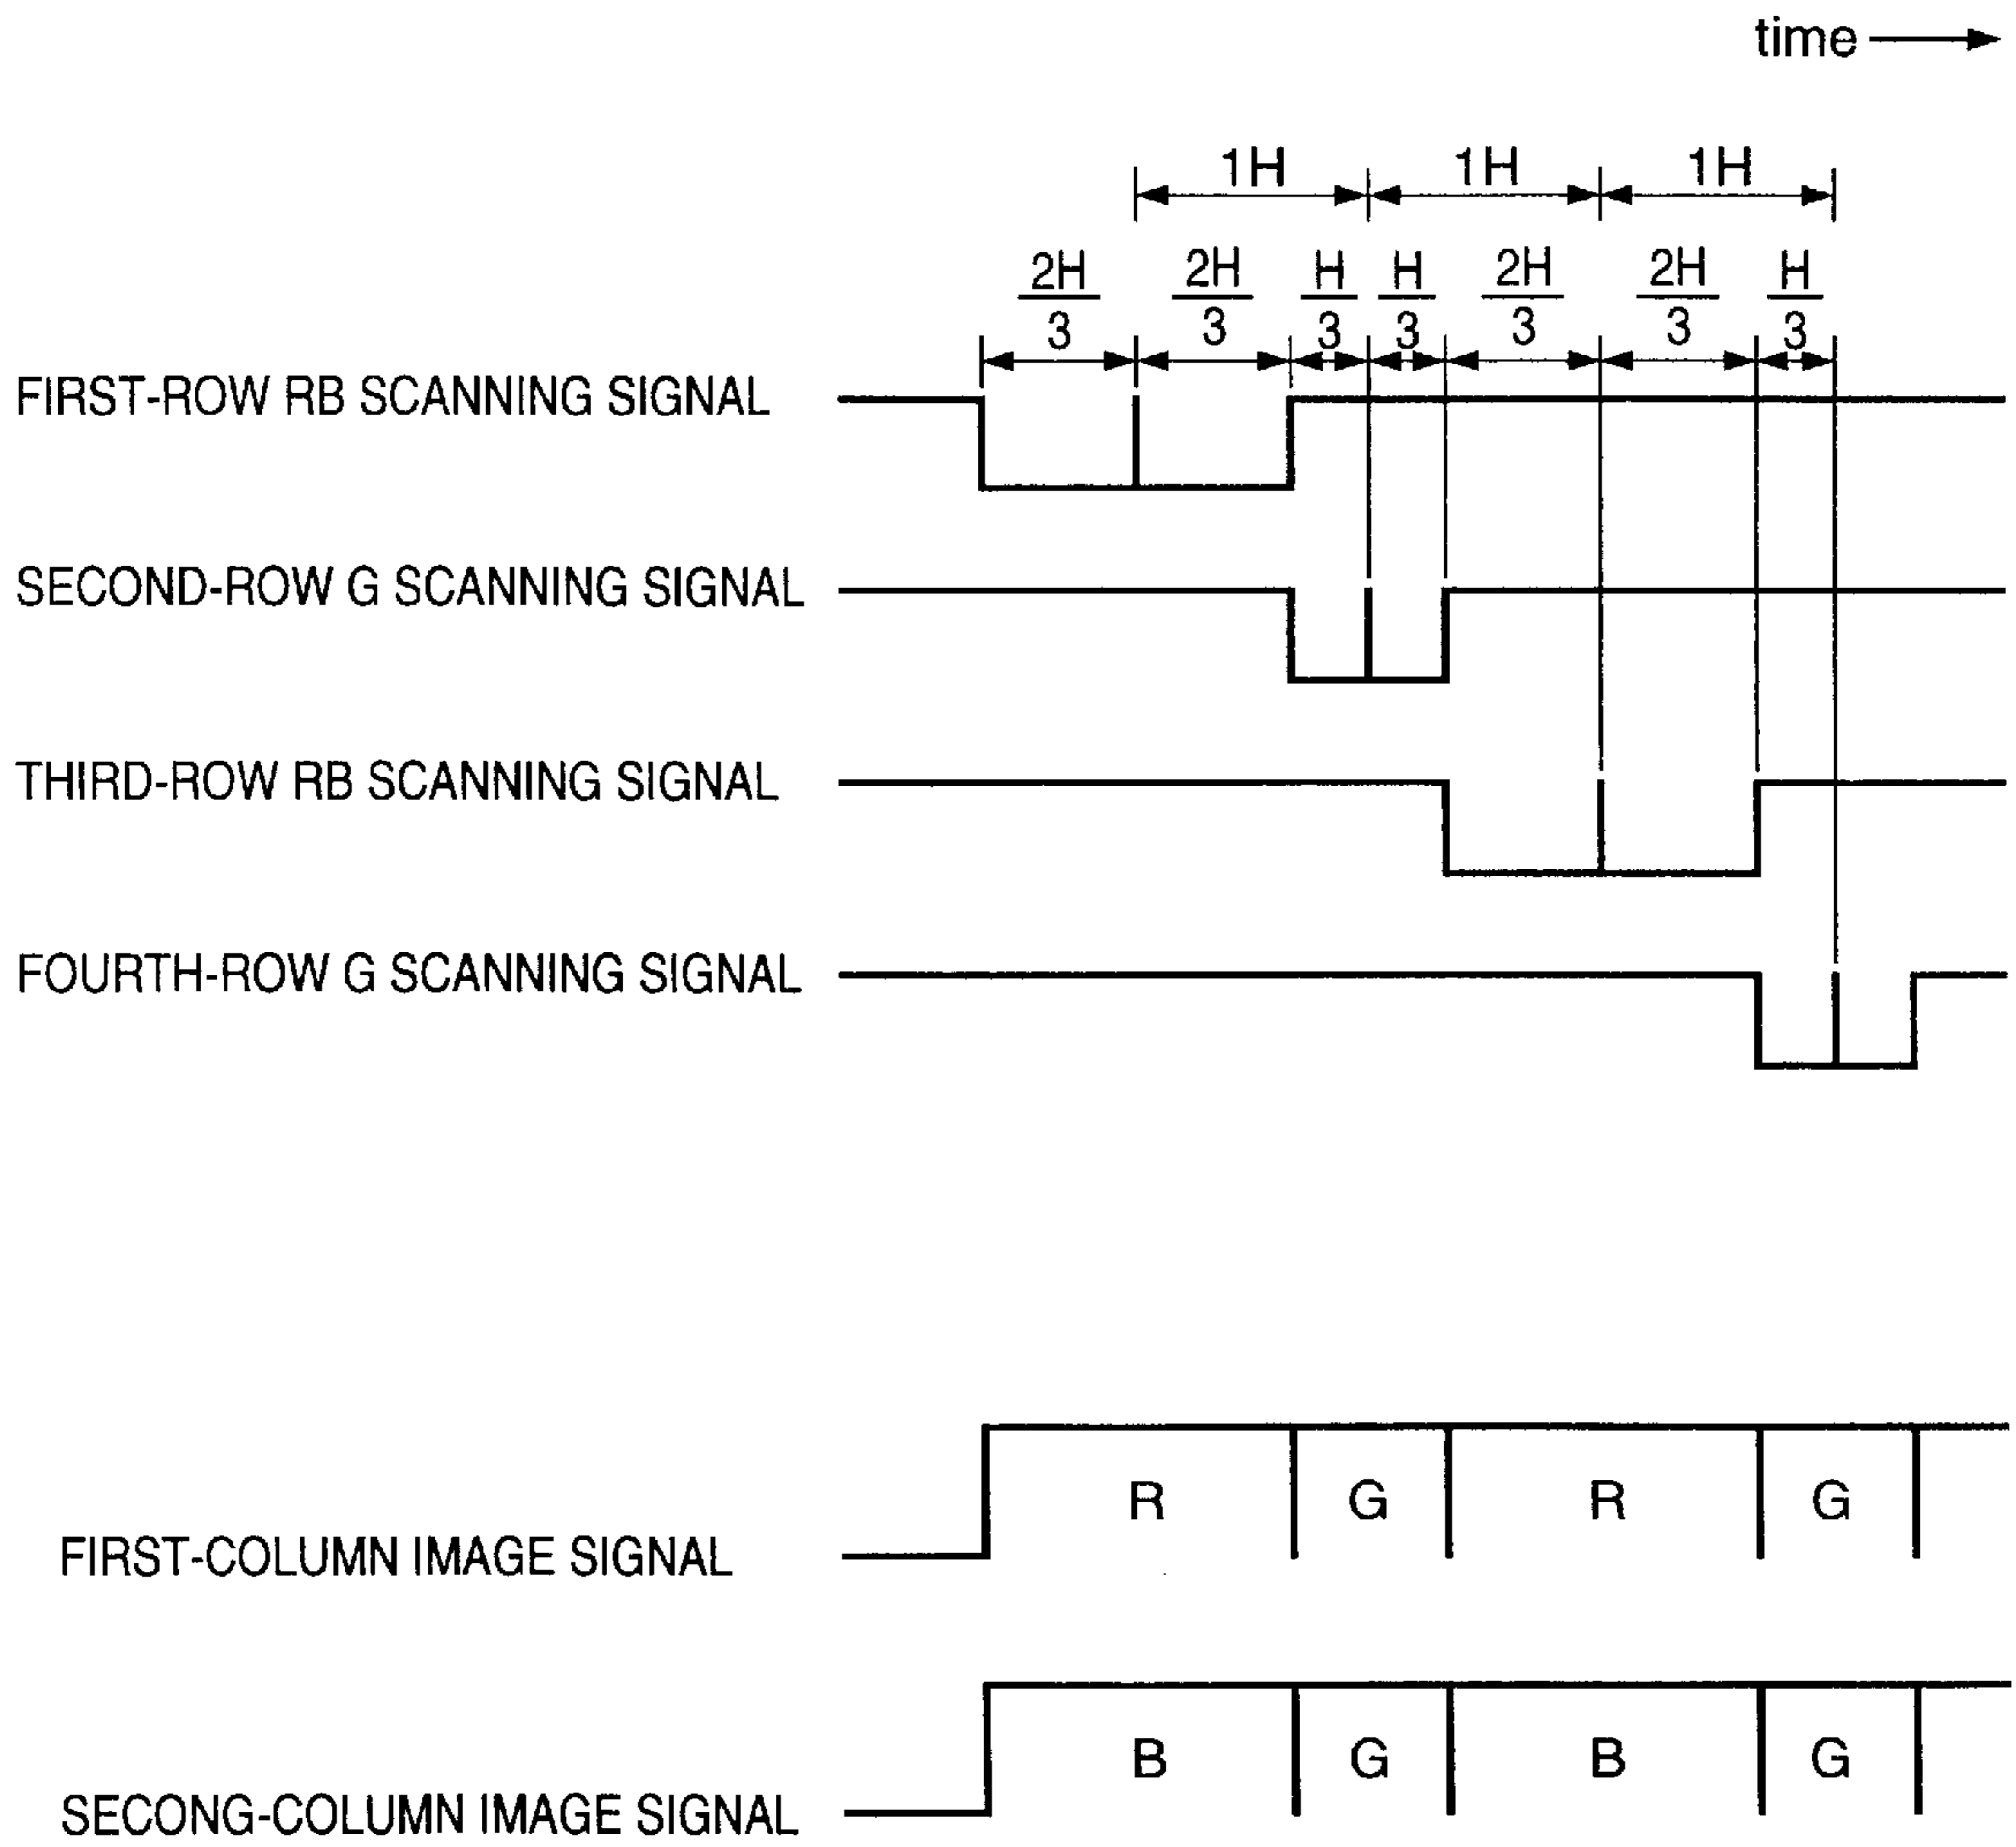 time
1H 1H 1H
2H 2H H H 2H 2H H
3 3 3 3 3 3 3
FIRST-ROW RB SCANNING SIGNAL
SECOND-ROW G SCANNING SIGNAL
THIRD-ROW RB SCANNING SIGNAL
FOURTH-ROW G SCANNING SIGNAL
R G R G
FIRST-COLUMN IMAGE SIGNAL
B G B G
SECONG-COLUMN IMAGE SIGNAL